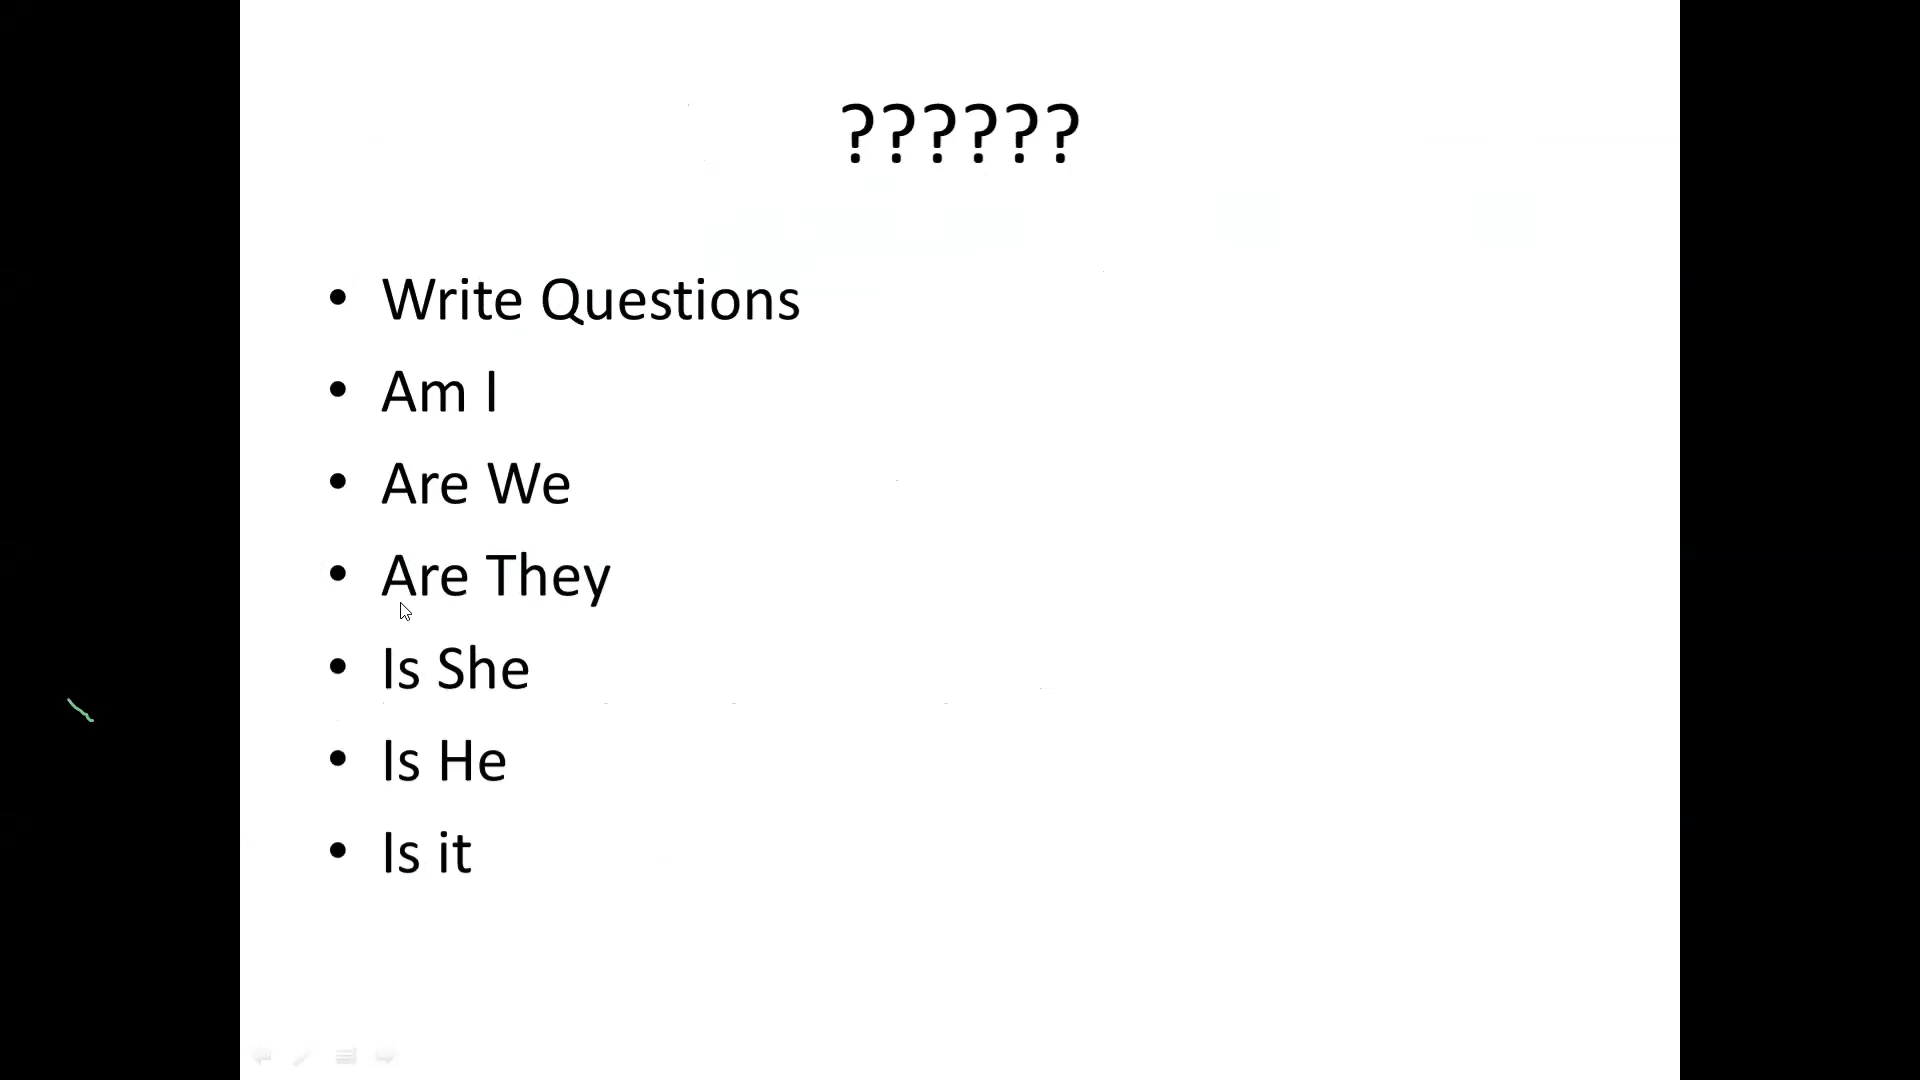 ??????
• Write Questions
• Am I
• Are We
• Are They
• Is She
• Is He
• Is it